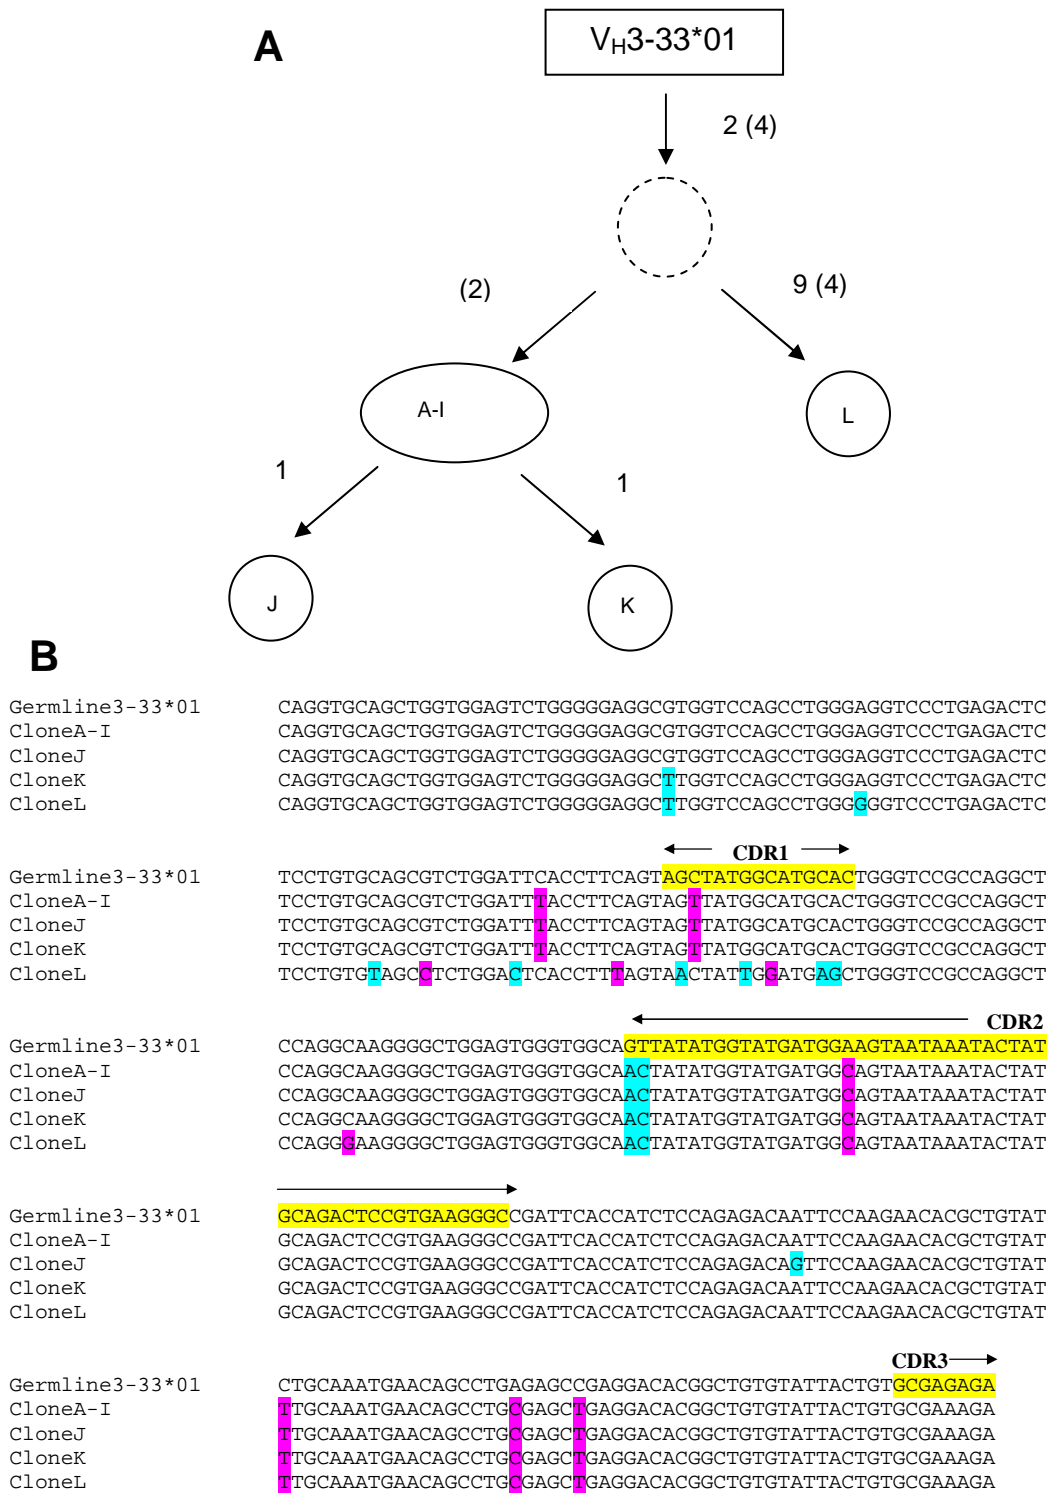 A
VH3-33*01
2 (4)
(2)
9 (4)
A-I
L
1
1
J
K
B
Germline3-33*01 CAGGTGCAGCTGGTGGAGTCTGGGGGAGGCGTGGTCCAGCCTGGGAGGTCCCTGAGACTC
CloneA-I CAGGTGCAGCTGGTGGAGTCTGGGGGAGGCGTGGTCCAGCCTGGGAGGTCCCTGAGACTC
CloneJ CAGGTGCAGCTGGTGGAGTCTGGGGGAGGCGTGGTCCAGCCTGGGAGGTCCCTGAGACTC
CloneK CAGGTGCAGCTGGTGGAGTCTGGGGGAGGCTTGGTCCAGCCTGGGAGGTCCCTGAGACTC
CloneL CAGGTGCAGCTGGTGGAGTCTGGGGGAGGCTTGGTCCAGCCTGGGGGGTCCCTGAGACTC
CDR1
Germline3-33*01 TCCTGTGCAGCGTCTGGATTCACCTTCAGTAGCTATGGCATGCACTGGGTCCGCCAGGCT
CloneA-I TCCTGTGCAGCGTCTGGATTTACCTTCAGTAGTTATGGCATGCACTGGGTCCGCCAGGCT
CloneJ TCCTGTGCAGCGTCTGGATTTACCTTCAGTAGTTATGGCATGCACTGGGTCCGCCAGGCT
CloneK TCCTGTGCAGCGTCTGGATTTACCTTCAGTAGTTATGGCATGCACTGGGTCCGCCAGGCT
CloneL TCCTGTGTAGCCTCTGGACTCACCTTTAGTAACTATTGGATGAGCTGGGTCCGCCAGGCT
CDR2
Germline3-33*01 CCAGGCAAGGGGCTGGAGTGGGTGGCAGTTATATGGTATGATGGAAGTAATAAATACTAT
CloneA-I CCAGGCAAGGGGCTGGAGTGGGTGGCAACTATATGGTATGATGGCAGTAATAAATACTAT
CloneJ CCAGGCAAGGGGCTGGAGTGGGTGGCAACTATATGGTATGATGGCAGTAATAAATACTAT
CloneK CCAGGCAAGGGGCTGGAGTGGGTGGCAACTATATGGTATGATGGCAGTAATAAATACTAT
CloneL CCAGGGAAGGGGCTGGAGTGGGTGGCAACTATATGGTATGATGGCAGTAATAAATACTAT
Germline3-33*01 GCAGACTCCGTGAAGGGCCGATTCACCATCTCCAGAGACAATTCCAAGAACACGCTGTAT
CloneA-I GCAGACTCCGTGAAGGGCCGATTCACCATCTCCAGAGACAATTCCAAGAACACGCTGTAT
CloneJ GCAGACTCCGTGAAGGGCCGATTCACCATCTCCAGAGACAGTTCCAAGAACACGCTGTAT
CloneK GCAGACTCCGTGAAGGGCCGATTCACCATCTCCAGAGACAATTCCAAGAACACGCTGTAT
CloneL GCAGACTCCGTGAAGGGCCGATTCACCATCTCCAGAGACAATTCCAAGAACACGCTGTAT
CDR3
Germline3-33*01 CTGCAAATGAACAGCCTGAGAGCCGAGGACACGGCTGTGTATTACTGTGCGAGAGA
CloneA-I TTGCAAATGAACAGCCTGCGAGCTGAGGACACGGCTGTGTATTACTGTGCGAAAGA
CloneJ TTGCAAATGAACAGCCTGCGAGCTGAGGACACGGCTGTGTATTACTGTGCGAAAGA
CloneK TTGCAAATGAACAGCCTGCGAGCTGAGGACACGGCTGTGTATTACTGTGCGAAAGA
CloneL TTGCAAATGAACAGCCTGCGAGCTGAGGACACGGCTGTGTATTACTGTGCGAAAGA